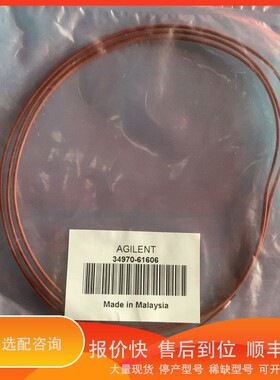 AGILENT
34970-61606
Made in Malaysia
选配咨询
报价快 售后到位 顺丰
大量现货 停产型号 稀缺型号 可